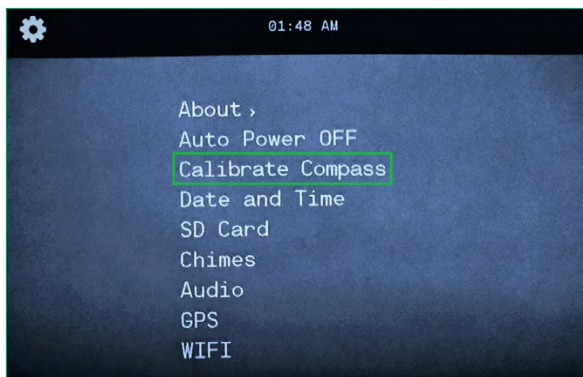 01:48 AM
About ›
Auto Power OFF
Calibrate Compass
Date and Time
SD Card
Chimes
Audio
GPS
WIFI